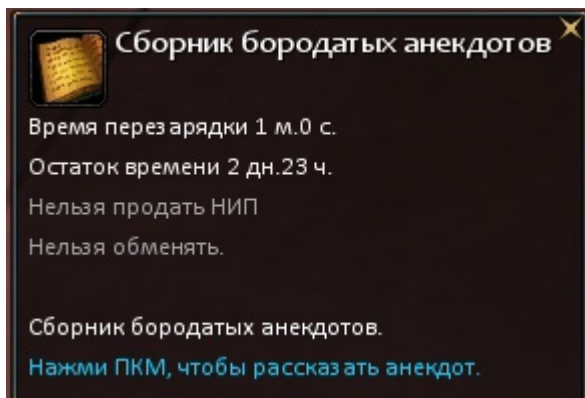 Сборник бородатых анекдотов
Время перезарядки 1 м.0 с.
Остаток времени 2 дн.23 ч.
Нельзя продать НИП
Нельзя обменять.
Сборник бородатых анекдотов.
Нажми ПКМ, чтобы рассказать анекдот.